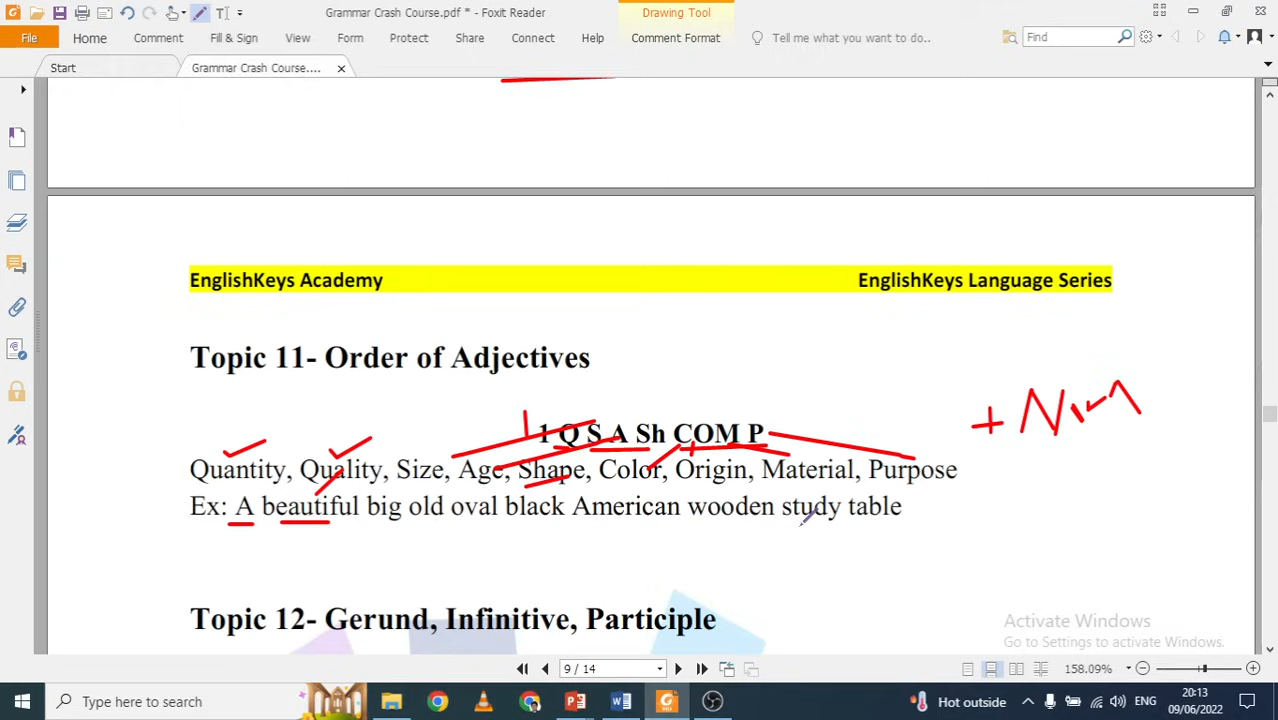 Grammar Crash Course.pdf * - Foxit Reader
Drawing Tool
File Home Comment Fill & Sign View Form Protect Share Connect Help Comment Format Tell me what you want to do.. Find
Start Grammar Crash Course....
EnglishKeys Academy EnglishKeys Language Series
Topic 11- Order of Adjectives
+
1 Q S A Sh COM P
Quantity, Quality, Size, Age, Shape, Color, Origin, Material, Purpose
Ex: A beautiful big old oval black American wooden study table
Topic 12- Gerund, Infinitive, Participle
Activate Windows
Go to Settings to activate Windows.
9 / 14 158.09%
Type here to search Hot outside ENG 20:13
09/06/2022